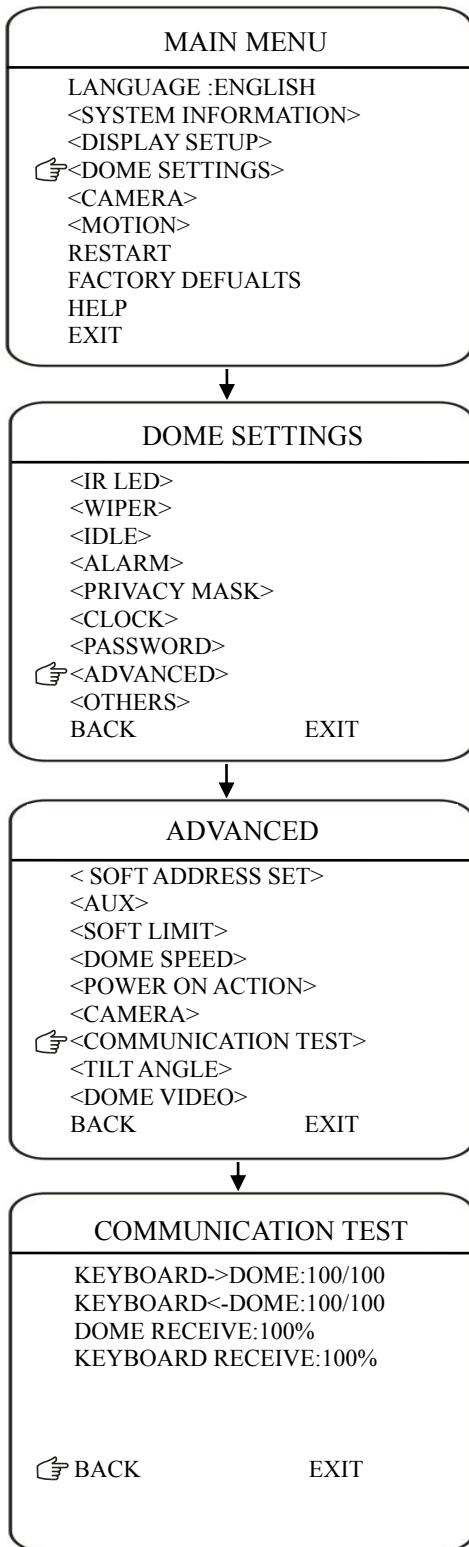 MAIN MENU
LANGUAGE :ENGLISH
<SYSTEM INFORMATION>
<DISPLAY SETUP>
<DOME SETTINGS>
<CAMERA>
<MOTION>
RESTART
FACTORY DEFUALTS
HELP
EXIT
DOME SETTINGS
<IR LED>
<WIPER>
<IDLE>
<ALARM>
<PRIVACY MASK>
<CLOCK>
<PASSWORD>
<ADVANCED>
<OTHERS>
BACK EXIT
ADVANCED
< SOFT ADDRESS SET>
<AUX>
<SOFT LIMIT>
<DOME SPEED>
<POWER ON ACTION>
<CAMERA>
<COMMUNICATION TEST>
<TILT ANGLE>
<DOME VIDEO>
BACK EXIT
COMMUNICATION TEST
KEYBOARD->DOME:100/100
KEYBOARD<-DOME:100/100
DOME RECEIVE:100%
KEYBOARD RECEIVE:100%
BACK EXIT